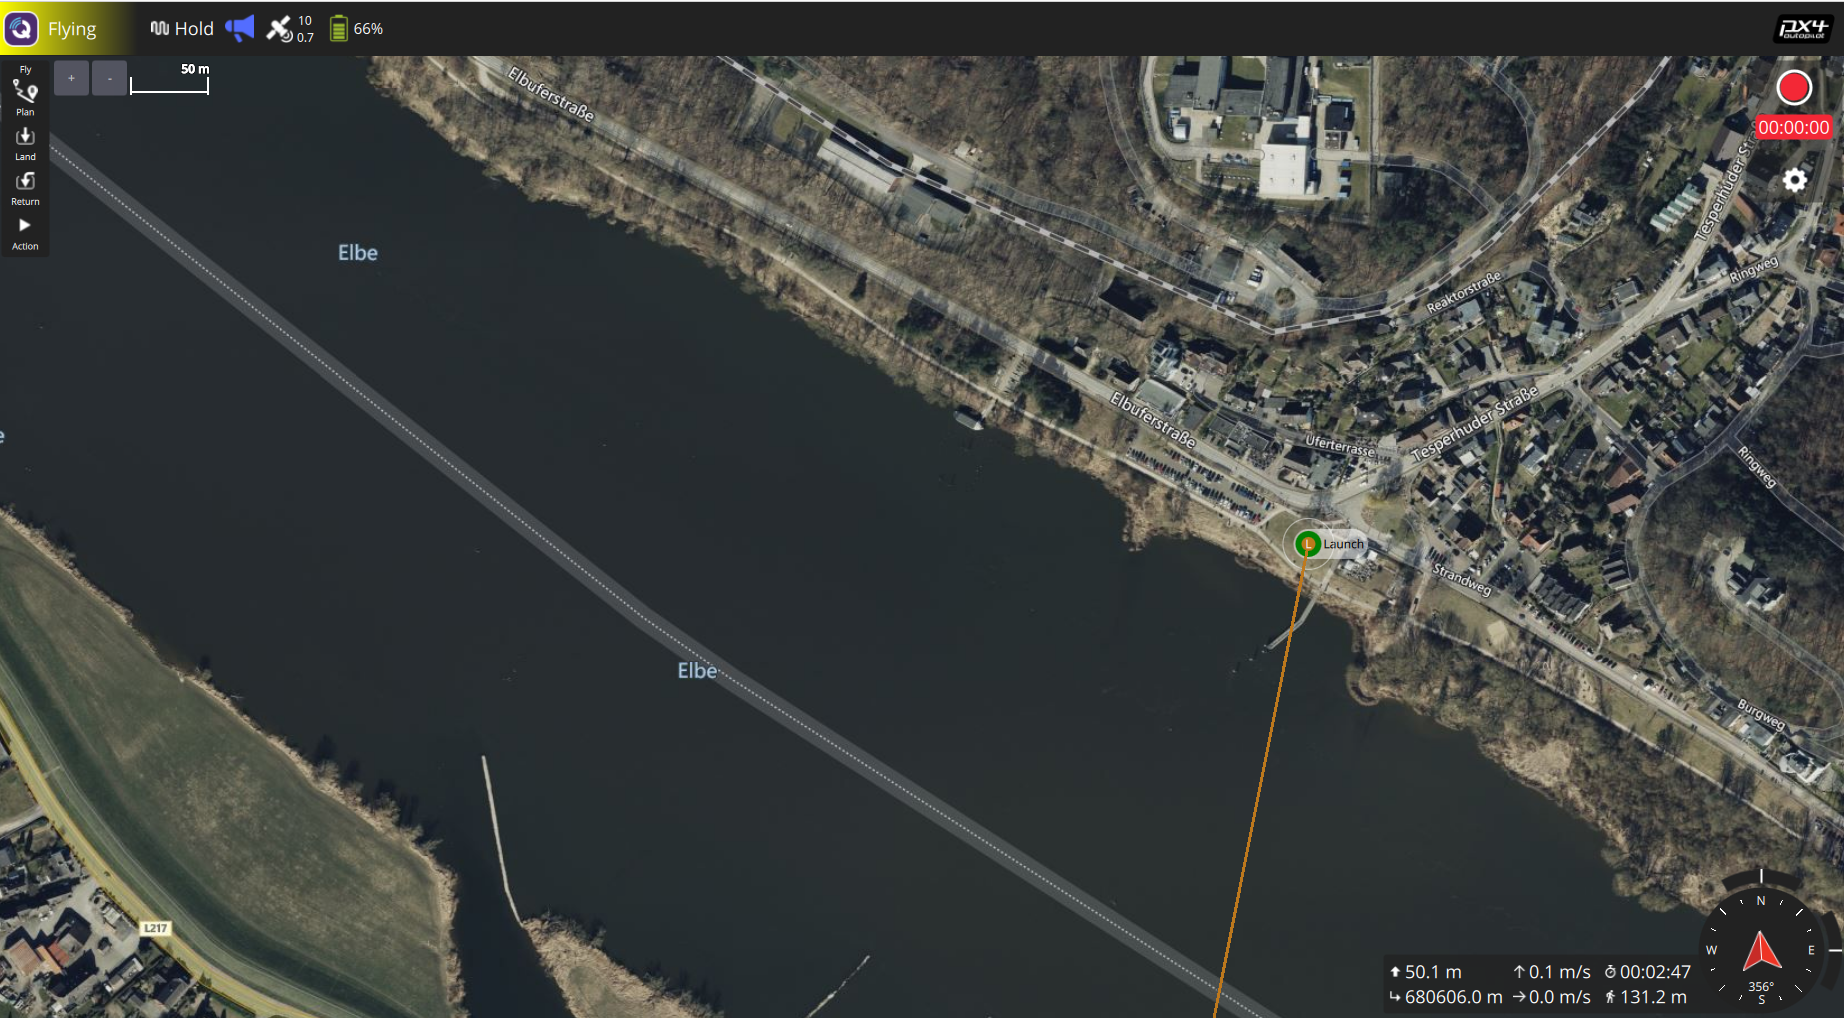 Flying
Hold
10
0.7
66%
PX4
autopilot
Fly
Plan
Land
Return
Action
+
-
50 m
00:00:00
Elbuferstraße
Elbe
Tesperhuder Str
Ringweg
Reaktorstraße
Elbuferstraße
Uferterrasse
Tesperhuder Straße
Ringweg
e
L
Launch
Strandweg
Elbe
Burgweg
L217
N
W
E
356°
S
50.1 m
0.1 m/s
00:02:47
680606.0 m
0.0 m/s
131.2 m